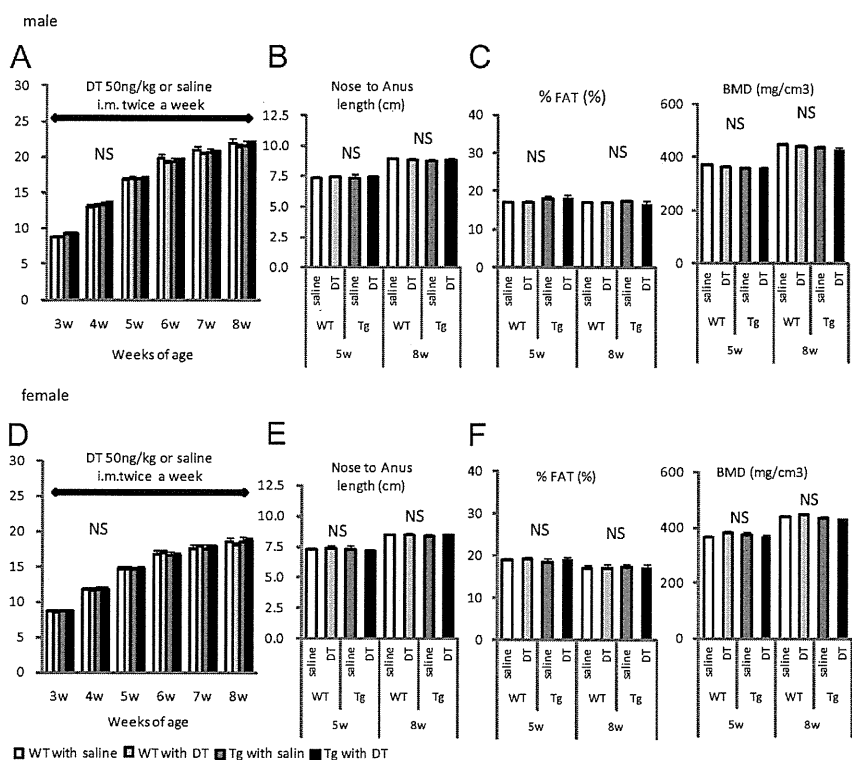 male
A
DT 50ng/kg or saline
i.m. twice a week
30
25
20
15
10
5
0
NS
3w 4w 5w 6w 7w 8w
Weeks of age
B
Nose to Anus
length (cm)
12.5
10.0
7.5
5.0
2.5
0.0
NS NS
saline DT saline DT saline DT saline DT
WT Tg WT Tg
5w 8w
C
% FAT (%)
40
30
20
10
0
NS NS
saline DT saline DT saline DT saline DT
WT Tg WT Tg
5w 8w
BMD (mg/cm3)
600
400
200
0
NS NS
saline DT saline DT saline DT saline DT
WT Tg WT Tg
5w 8w
female
D
DT 50ng/kg or saline
i.m.twice a week
30
25
20
15
10
5
0
NS
3w 4w 5w 6w 7w 8w
Weeks of age
E
Nose to Anus
length (cm)
12.5
10.0
7.5
5.0
2.5
0.0
NS NS
saline DT saline DT saline DT saline DT
WT Tg WT Tg
5w 8w
F
% FAT (%)
40
30
20
10
0
NS NS
saline DT saline DT saline DT saline DT
WT Tg WT Tg
5w 8w
BMD (mg/cm3)
600
400
200
0
NS NS
saline DT saline DT saline DT saline DT
WT Tg WT Tg
5w 8w
WT with saline WT with DT Tg with salin Tg with DT